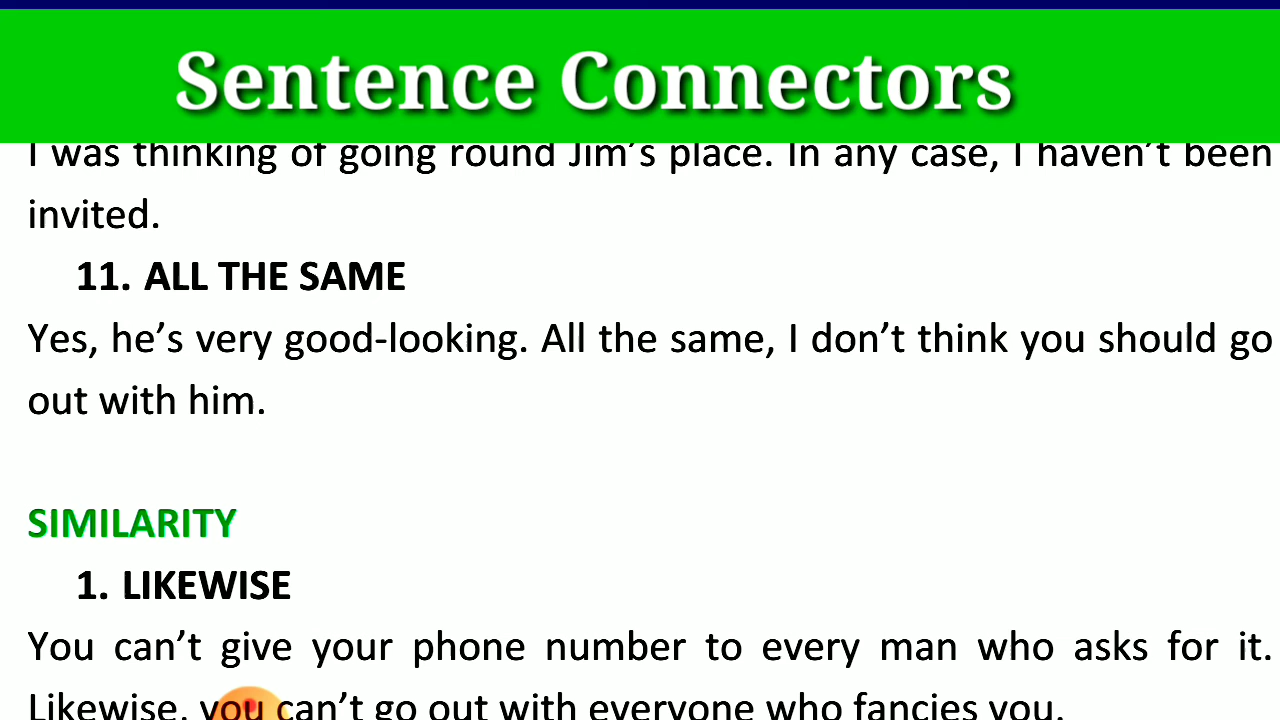 Sentence Connectors
I was thinking of going round Jim’s place. In any case, I haven’t been
invited.
11. ALL THE SAME
Yes, he’s very good-looking. All the same, I don’t think you should go
out with him.
SIMILARITY
1. LIKEWISE
You can’t give your phone number to every man who asks for it.
Likewise, you can’t go out with everyone who fancies you.